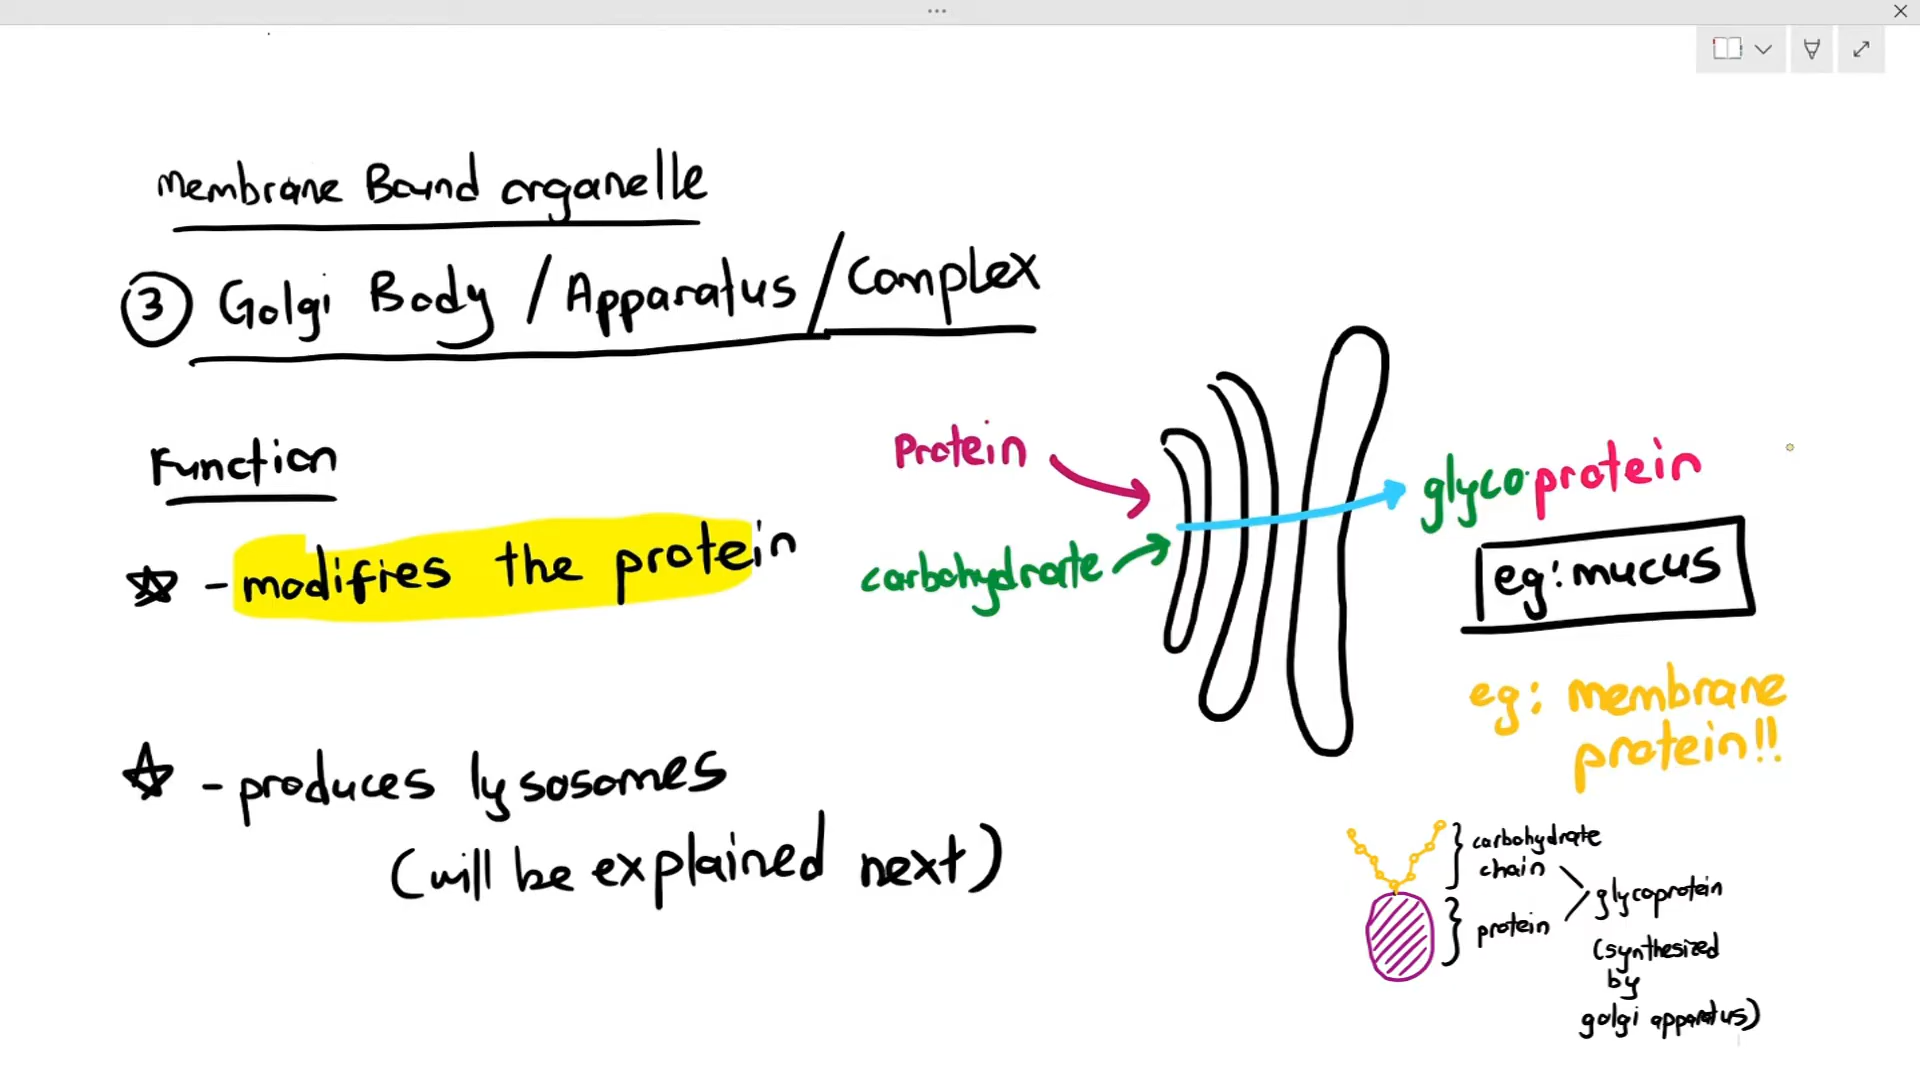 Membrane Bound organelle
③ Golgi Body / Apparatus / Complex
Function
- modifies the protein
- produces lysosomes
(will be explained next)
Protein
carbohydrate
glycoprotein
eg: mucus
eg: membrane
protein!!
carbohydrate
chain
protein
glycoprotein
(synthesized
by
golgi apparatus)